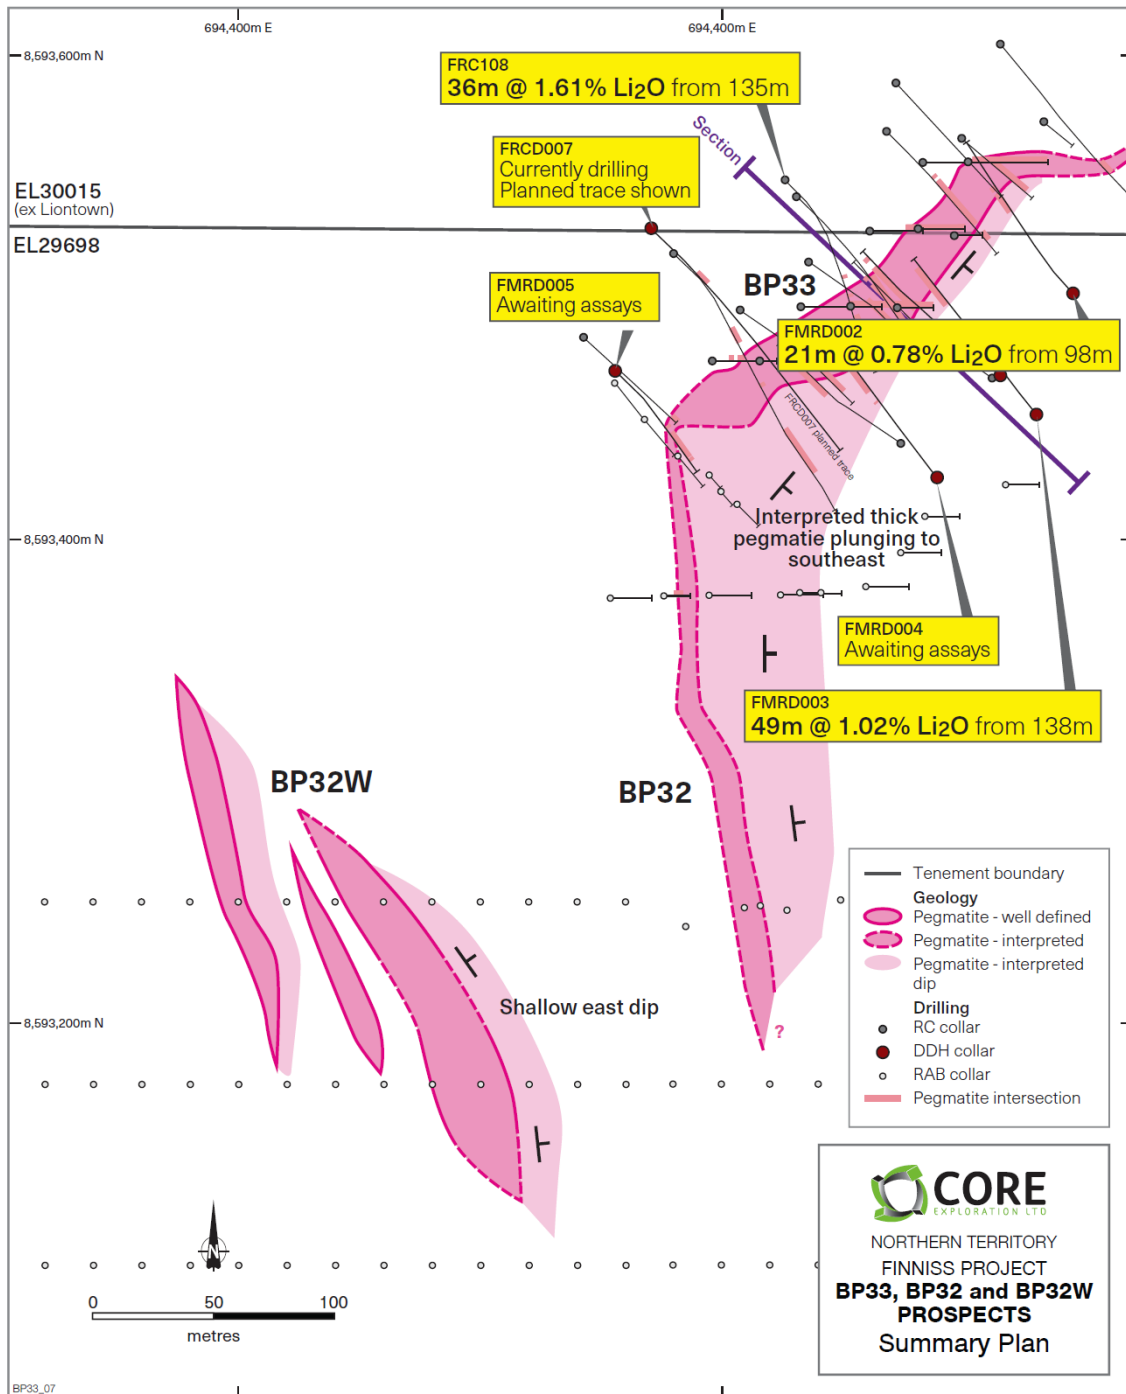 694,400m E
694,400m E
8,593,600m N
FRC108
36m @ 1.61% Li2O from 135m
Section
FRCD007
Currently drilling
Planned trace shown
EL30015
(ex Liontown)
EL29698
FMRD005
Awaiting assays
BP33
FMRD002
21m @ 0.78% Li2O from 98m
FRCD007 planned trace
Interpreted thick
pegmatie plunging to
southeast
8,593,400m N
FMRD004
Awaiting assays
FMRD003
49m @ 1.02% Li2O from 138m
BP32W
BP32
Shallow east dip
8,593,200m N
?
Tenement boundary
Geology
Pegmatite - well defined
Pegmatite - interpreted
Pegmatite - interpreted
dip
Drilling
RC collar
DDH collar
RAB collar
Pegmatite intersection
N
0 50 100
metres
CORE
EXPLORATION LTD
NORTHERN TERRITORY
FINNISS PROJECT
BP33, BP32 and BP32W
PROSPECTS
Summary Plan
BP33_07